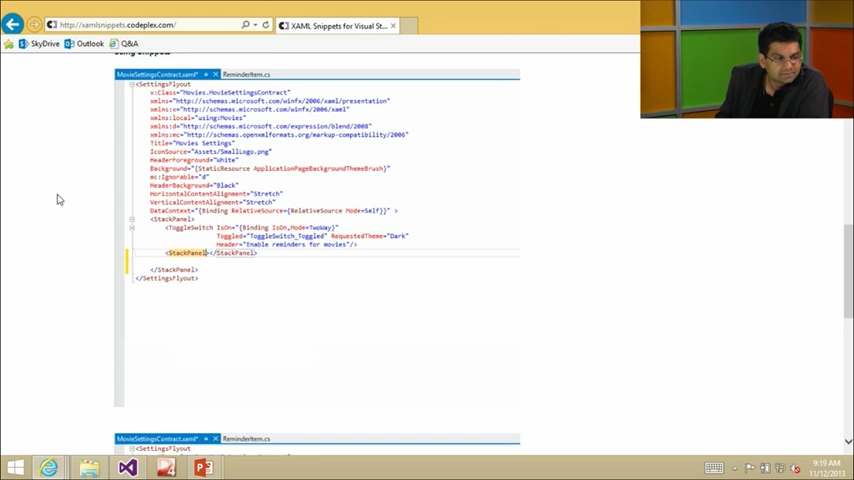 http://xamlsnippets.codeplex.com/
XAML Snippets for Visual St...
SkyDrive
Outlook
Q&A
Using Snippets
MovieSettingsContract.xaml*
ReminderItem.cs
<SettingsFlyout
x:Class="Movies.MovieSettingsContract"
xmlns="http://schemas.microsoft.com/winfx/2006/xaml/presentation"
xmlns:x="http://schemas.microsoft.com/winfx/2006/xaml"
xmlns:local="using:Movies"
xmlns:d="http://schemas.microsoft.com/expression/blend/2008"
xmlns:mc="http://schemas.openxmlformats.org/markup-compatibility/2006"
Title="Movies Settings"
IconSource="Assets/SmallLogo.png"
HeaderForeground="White"
Background="{StaticResource ApplicationPageBackgroundThemeBrush}"
mc:Ignorable="d"
HeaderBackground="Black"
HorizontalContentAlignment="Stretch"
VerticalContentAlignment="Stretch"
DataContext="{Binding RelativeSource={RelativeSource Mode=Self}}" >
<StackPanel>
<ToggleSwitch IsOn="{Binding IsOn,Mode=TwoWay}"
Toggled="ToggleSwitch_Toggled" RequestedTheme="Dark"
Header="Enable reminders for movies"/>
<StackPanel></StackPanel>
</StackPanel>
</SettingsFlyout>
MovieSettingsContract.xaml*
ReminderItem.cs
<SettingsFlyout
x:Class="Movies.MovieSettingsContract"
9:19 AM
11/12/2013